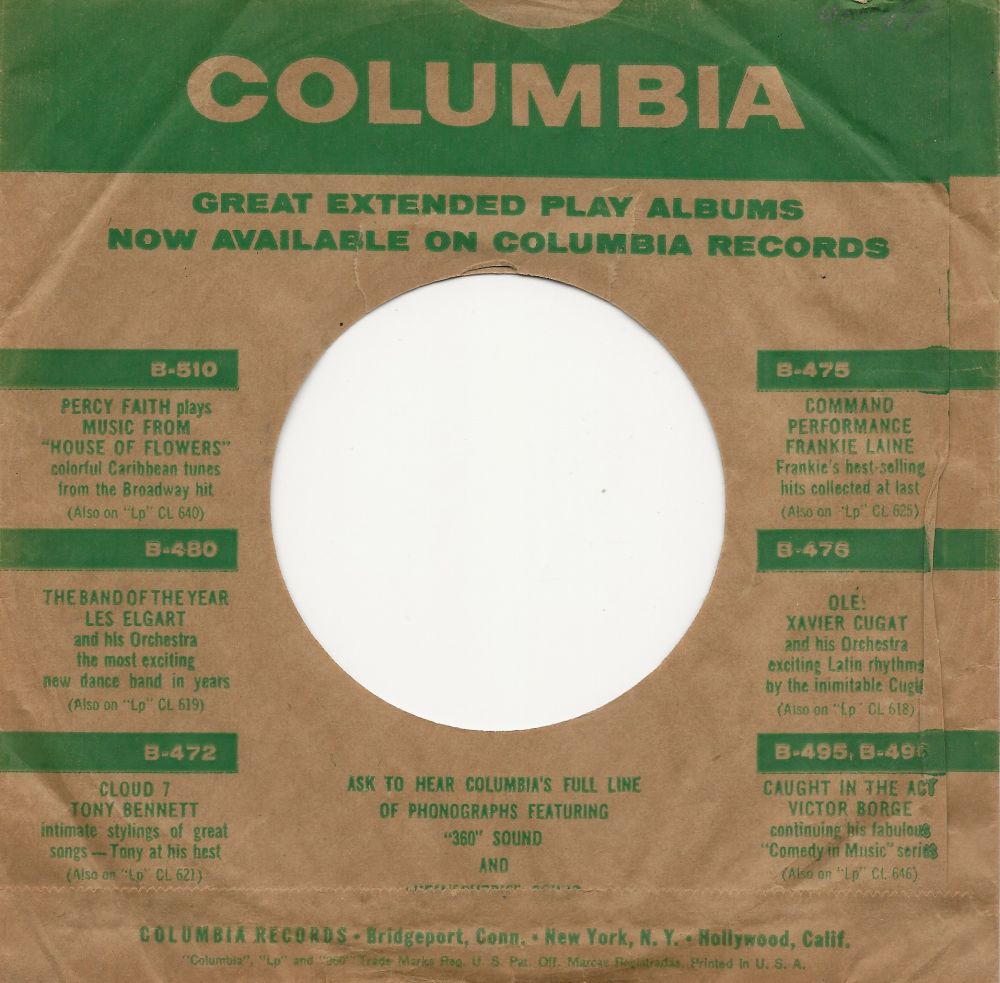 COLUMBIA
GREAT EXTENDED PLAY ALBUMS
NOW AVAILABLE ON COLUMBIA RECORDS
B-510
PERCY FAITH plays
MUSIC FROM
"HOUSE OF FLOWERS"
colorful Caribbean tunes
from the Broadway hit
(Also on "Lp" CL 640)
B-480
THE BAND OF THE YEAR
LES ELGART
and his Orchestra
the most exciting
new dance band in years
(Also on "Lp" CL 619)
B-472
CLOUD 7
TONY BENNETT
intimate stylings of great
songs — Tony at his best
(Also on "Lp" CL 621)
B-475
COMMAND
PERFORMANCE
FRANKIE LAINE
Frankie's best-selling
hits collected at last
(Also on "Lp" CL 625)
B-476
OLÉ!
XAVIER CUGAT
and his Orchestra
exciting Latin rhythms
by the inimitable Cugie
(Also on "Lp" CL 618)
B-495, B-496
CAUGHT IN THE ACT
VICTOR BORGE
continuing his fabulous
"Comedy in Music" series
(Also on "Lp" CL 646)
ASK TO HEAR COLUMBIA'S FULL LINE
OF PHONOGRAPHS FEATURING
"360" SOUND
AND
COLUMBIA RECORDS • Bridgeport, Conn. • New York, N. Y. • Hollywood, Calif.
"Columbia", "Lp" and "360" Trade Marks Reg. U. S. Pat. Off. Marcas Registradas. Printed in U. S. A.